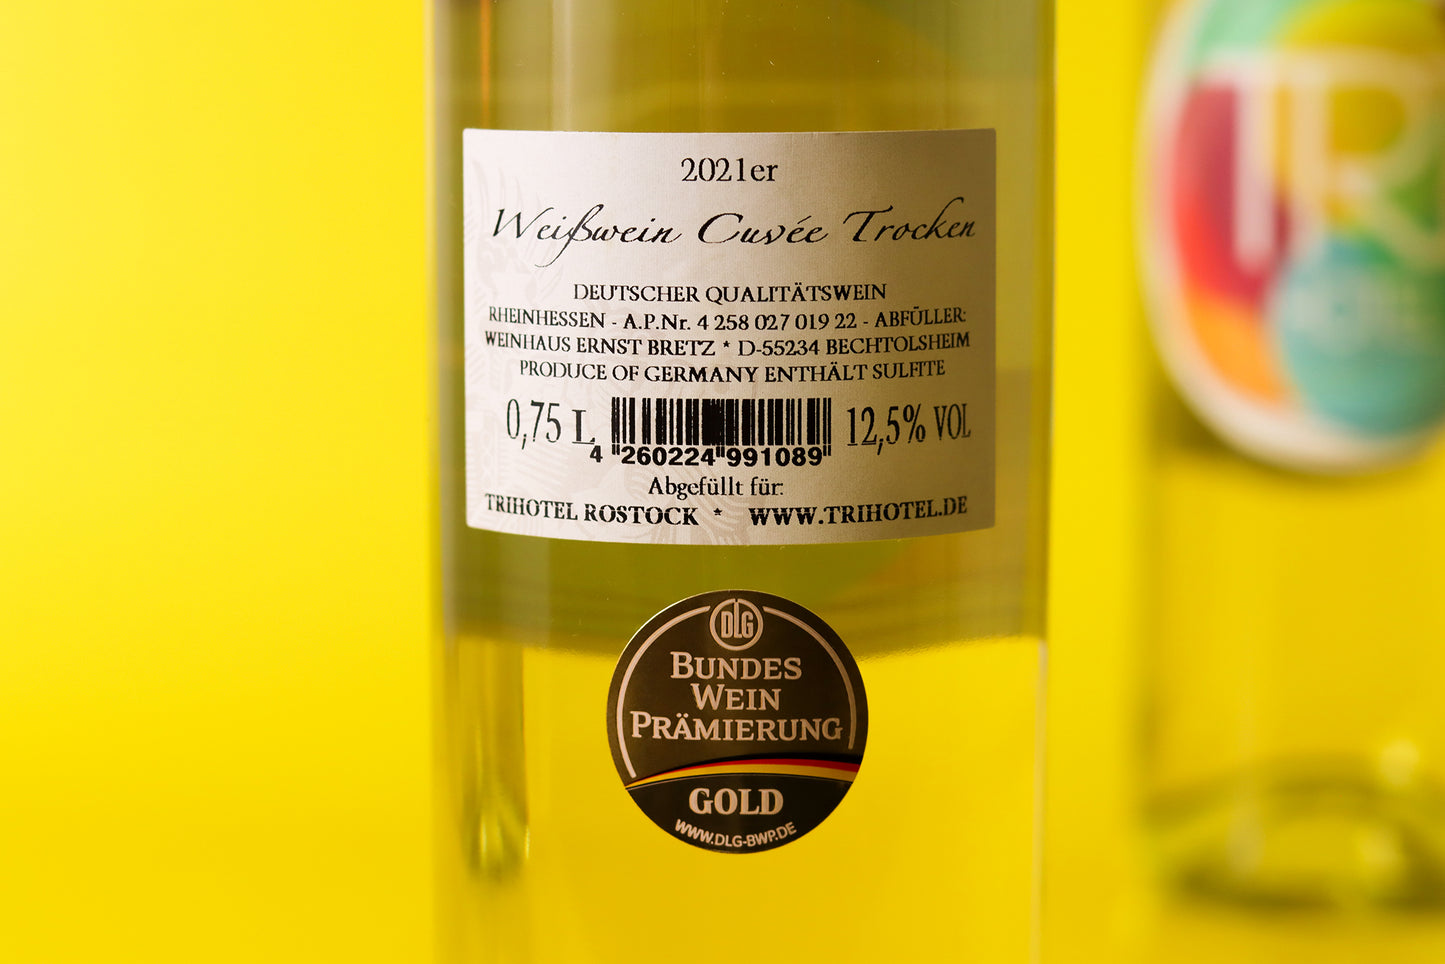 2021er
Weißwein Cuvée Trocken
DEUTSCHER QUALITÄTSWEIN
RHEINHESSEN - A.P.Nr. 4 258 027 019 22 - ABFÜLLER:
WEINHAUS ERNST BRETZ * D-55234 BECHTOLSHEIM
PRODUCE OF GERMANY ENTHÄLT SULFITE
0,75 L 12,5% VOL
4 "260224"991089"
Abgefüllt für:
TRIHOTEL ROSTOCK * WWW.TRIHOTEL.DE
DLG
BUNDES
WEIN
PRÄMIERUNG
GOLD
WWW.DLG-BWP.DE